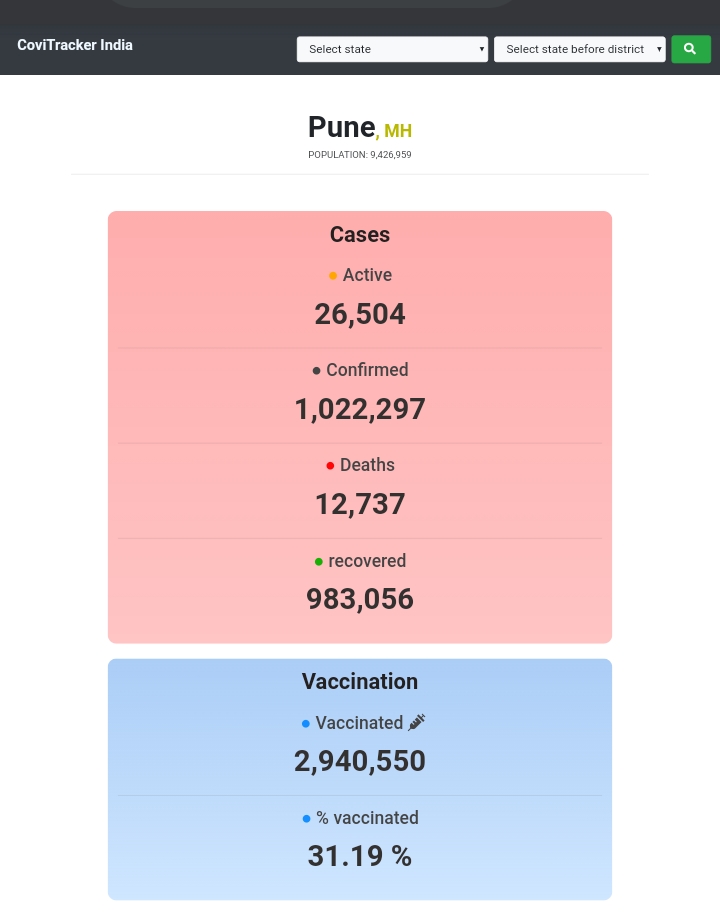 CoviTracker India
Select state
Select state before district
Pune, MH
POPULATION: 9,426,959
Cases
Active
26,504
Confirmed
1,022,297
Deaths
12,737
recovered
983,056
Vaccination
Vaccinated
2,940,550
% vaccinated
31.19 %